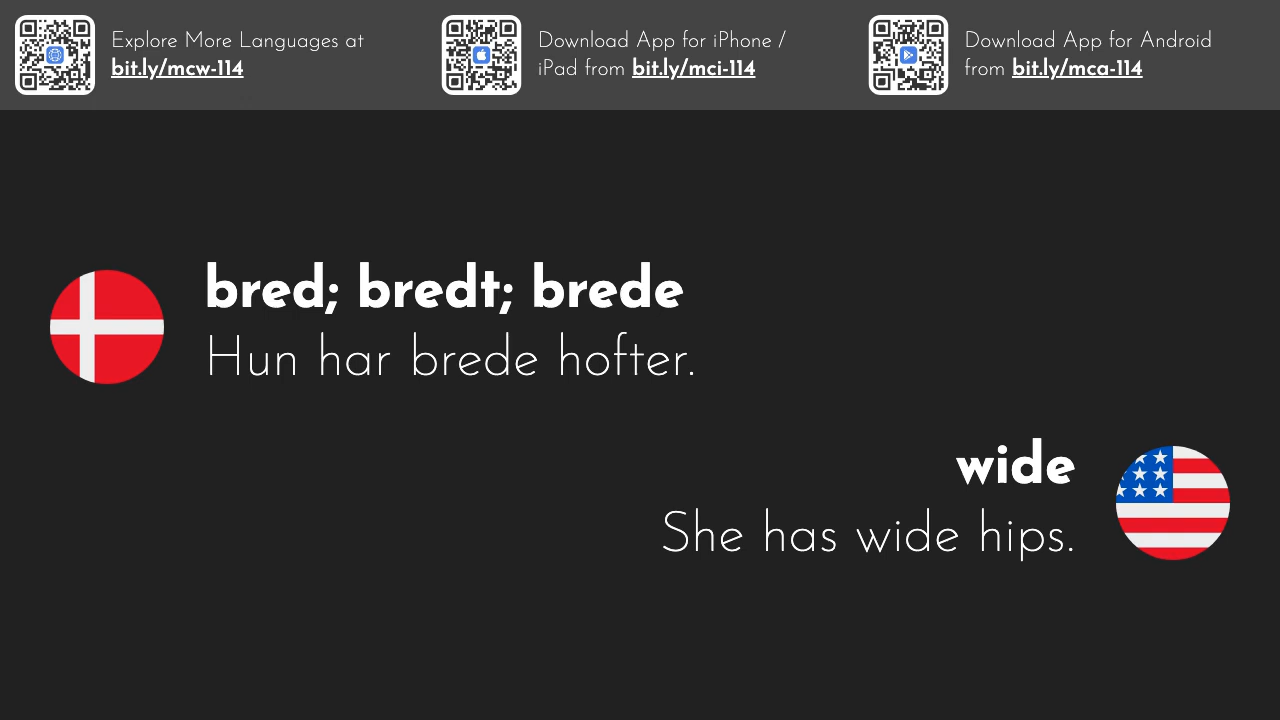 Explore More Languages at
bit.ly/mcw-114
Download App for iPhone /
iPad from bit.ly/mci-114
Download App for Android
from bit.ly/mca-114
bred; bredt; brede
Hun har brede hofter.
wide
She has wide hips.